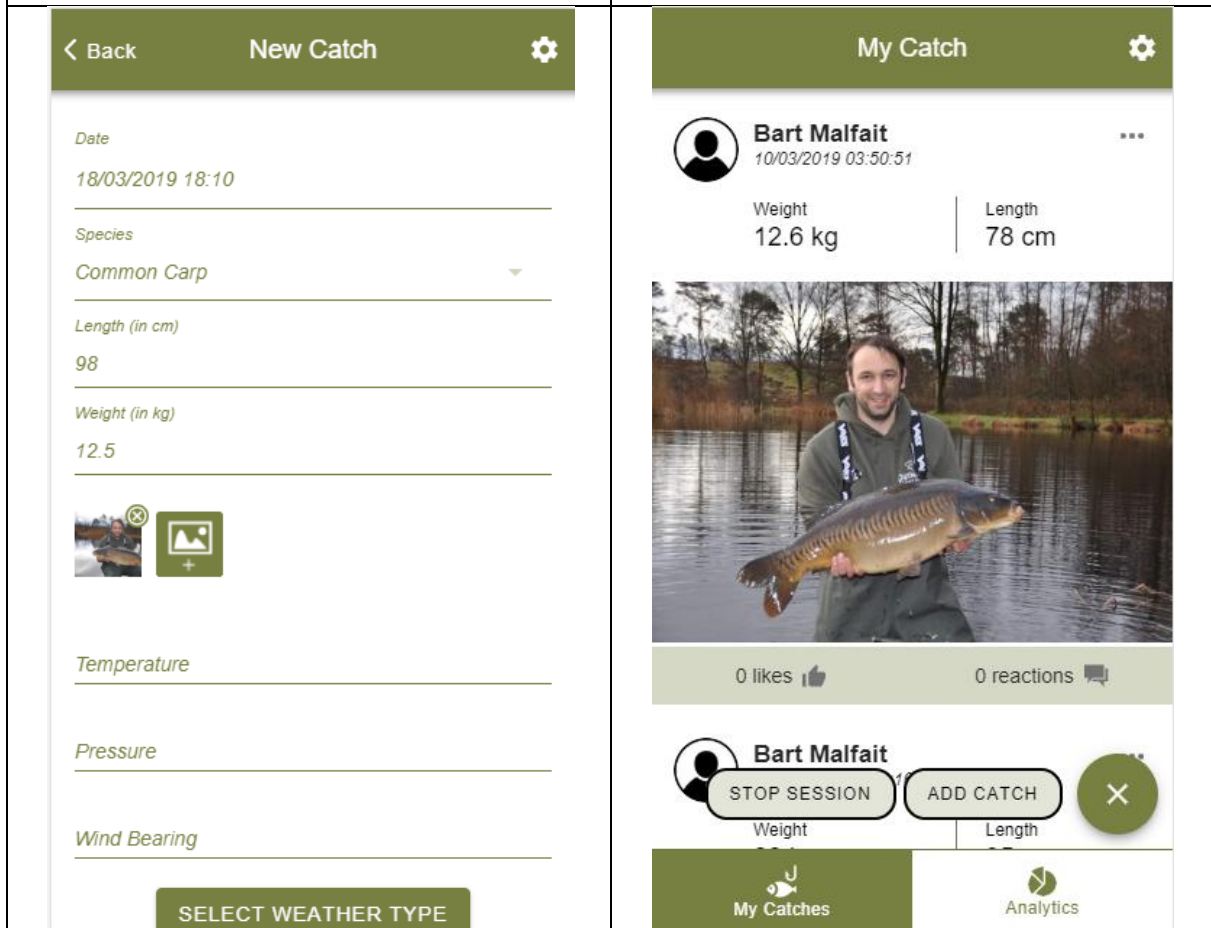 Back
New Catch
Date
18/03/2019 18:10
Species
Common Carp
Length (in cm)
98
Weight (in kg)
12.5
Temperature
Pressure
Wind Bearing
SELECT WEATHER TYPE
My Catch
Bart Malfait
10/03/2019 03:50:51
Weight Length
12.6 kg 78 cm
0 likes 0 reactions
Bart Malfait
STOP SESSION ADD CATCH
Weight Length
My Catches Analytics